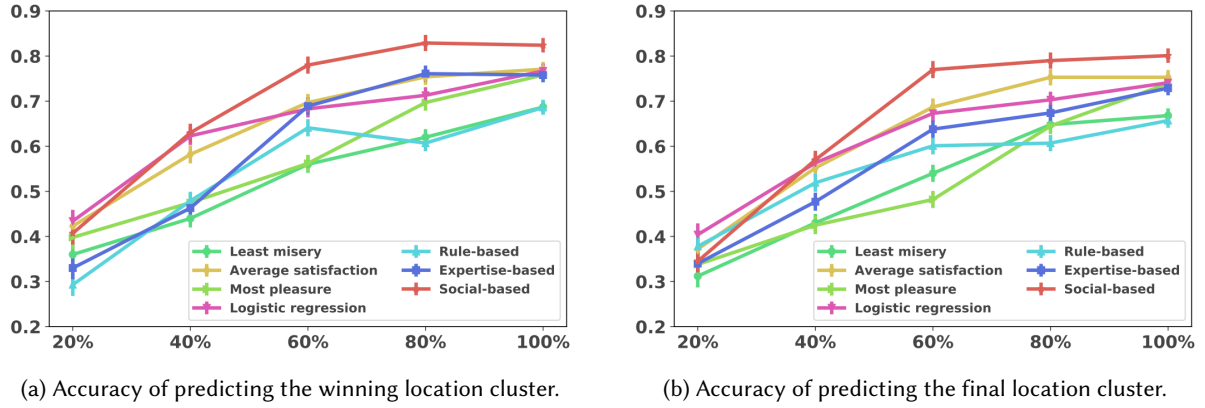 0.9
0.8
0.7
0.6
0.5
0.4
0.3
0.2
20% 40% 60% 80% 100%
Least misery
Average satisfaction
Most pleasure
Logistic regression
Rule-based
Expertise-based
Social-based
(a) Accuracy of predicting the winning location cluster.
0.9
0.8
0.7
0.6
0.5
0.4
0.3
0.2
20% 40% 60% 80% 100%
Least misery
Average satisfaction
Most pleasure
Logistic regression
Rule-based
Expertise-based
Social-based
(b) Accuracy of predicting the final location cluster.